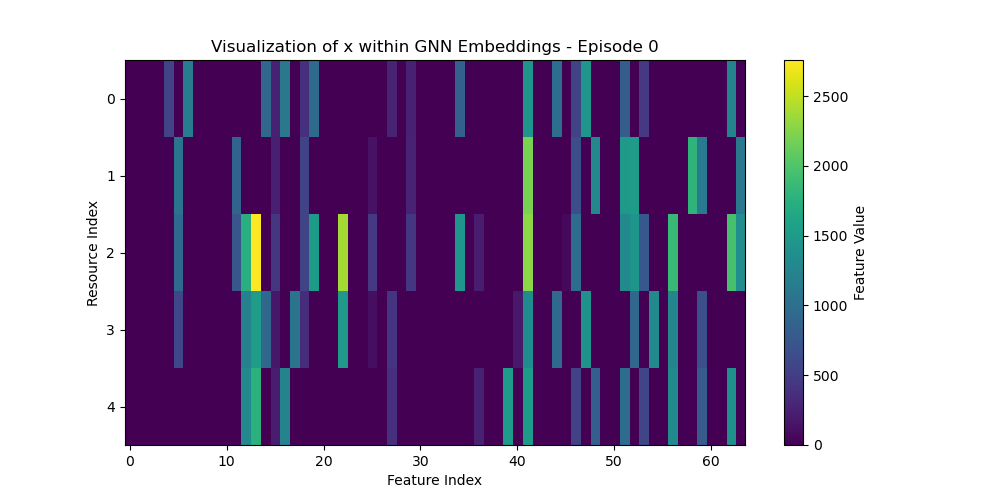 Visualization of x within GNN Embeddings - Episode 0
Resource Index
0
1
2
3
4
0 10 20 30 40 50 60
Feature Index
2500
2000
1500
1000
500
0
Feature Value